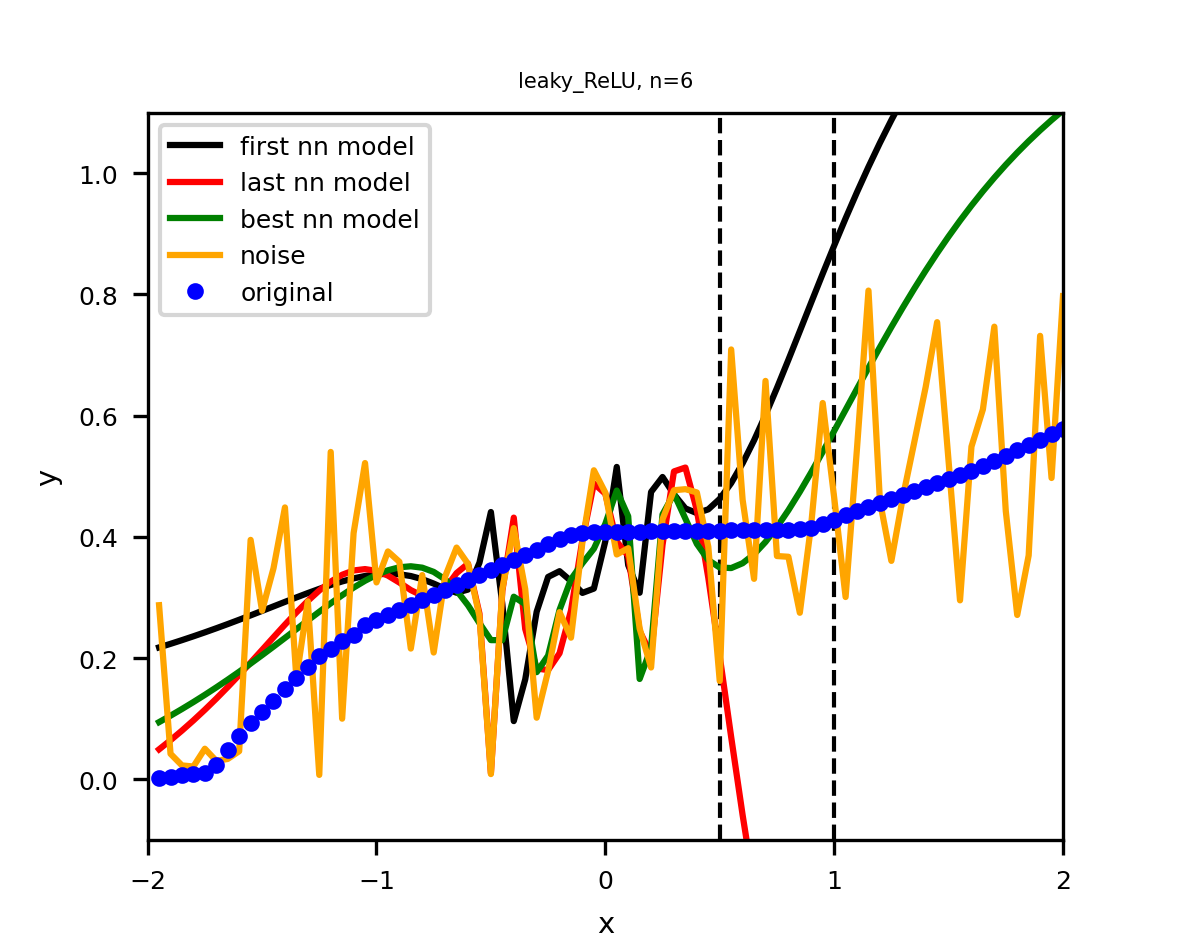 leaky_ReLU, n=6
first nn model
last nn model
best nn model
noise
original
1.0
0.8
0.6
0.4
0.2
0.0
y
−2
−1
0
1
2
x